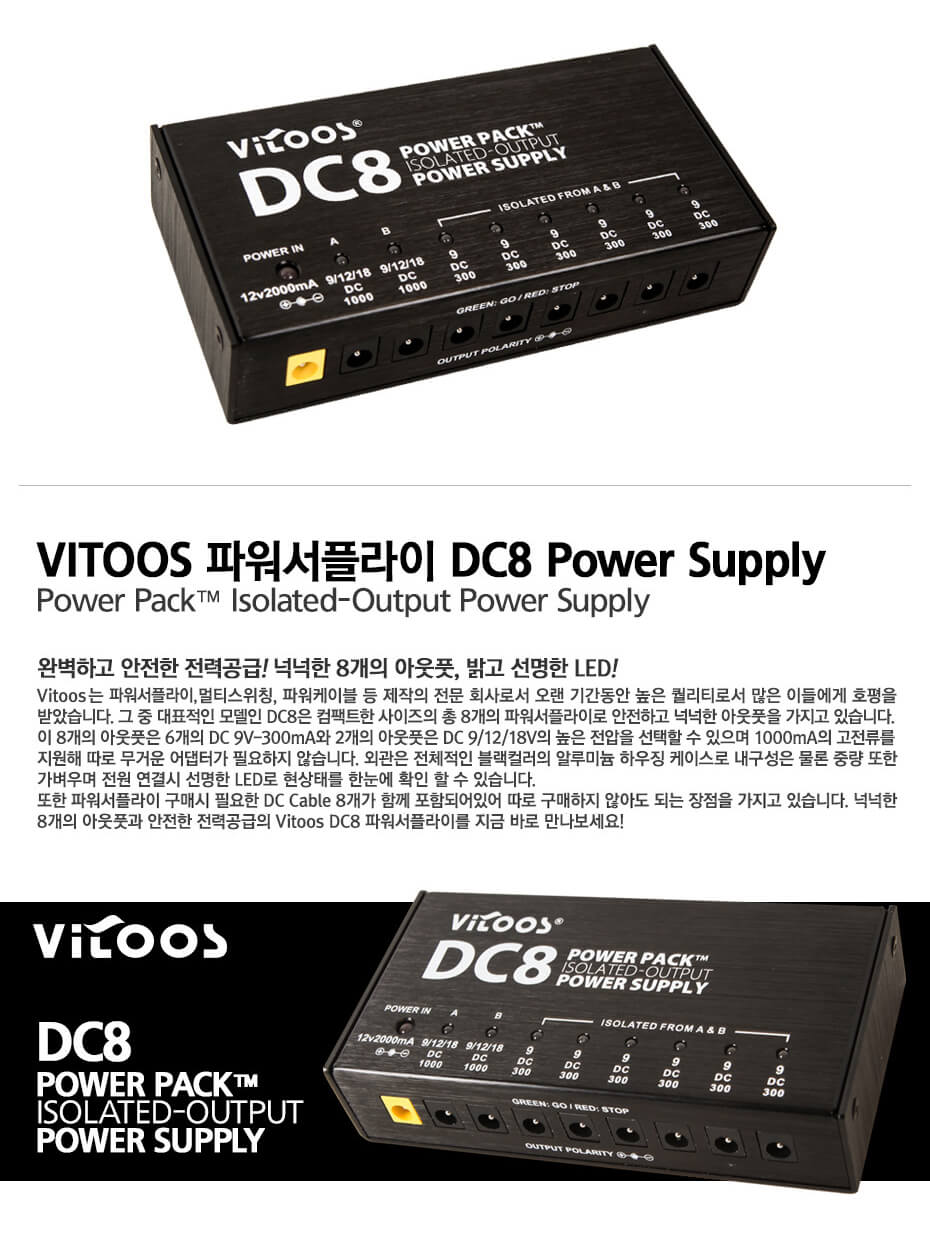 ViTOOS®
DC8 POWER PACK™
ISOLATED-OUTPUT
POWER SUPPLY
ISOLATED FROM A & B
POWER IN A B
12v2000mA 9/12/18 DC 1000 9/12/18 DC 1000 9 DC 300 9 DC 300 9 DC 300 9 DC 300 9 DC 300 9 DC 300
GREEN: GO / RED: STOP
OUTPUT POLARITY
VITOOS 파워서플라이 DC8 Power Supply
Power Pack™ Isolated-Output Power Supply
완벽하고 안전한 전력공급! 넉넉한 8개의 아웃풋, 밝고 선명한 LED!
Vitoos는 파워서플라이,멀티스위칭, 파워케이블 등 제작의 전문 회사로서 오랜 기간동안 높은 퀄리티로서 많은 이들에게 호평을
받았습니다. 그 중 대표적인 모델인 DC8은 컴팩트한 사이즈의 총 8개의 파워서플라이로 안전하고 넉넉한 아웃풋을 가지고 있습니다.
이 8개의 아웃풋은 6개의 DC 9V-300mA와 2개의 아웃풋은 DC 9/12/18V의 높은 전압을 선택할 수 있으며 1000mA의 고전류를
지원해 따로 무거운 어댑터가 필요하지 않습니다. 외관은 전체적인 블랙컬러의 알루미늄 하우징 케이스로 내구성은 물론 중량 또한
가벼우며 전원 연결시 선명한 LED로 현상태를 한눈에 확인 할 수 있습니다.
또한 파워서플라이 구매시 필요한 DC Cable 8개가 함께 포함되어있어 따로 구매하지 않아도 되는 장점을 가지고 있습니다. 넉넉한
8개의 아웃풋과 안전한 전력공급의 Vitoos DC8 파워서플라이를 지금 바로 만나보세요!
ViTOOS
DC8
POWER PACK™
ISOLATED-OUTPUT
POWER SUPPLY
ViTOOS®
DC8 POWER PACK™
ISOLATED-OUTPUT
POWER SUPPLY
POWER IN A B ISOLATED FROM A & B
12v2000mA 9/12/18 DC 1000 9/12/18 DC 1000 9 DC 300 9 DC 300 9 DC 300 9 DC 300 9 DC 300 9 DC 300
GREEN: GO / RED: STOP
OUTPUT POLARITY